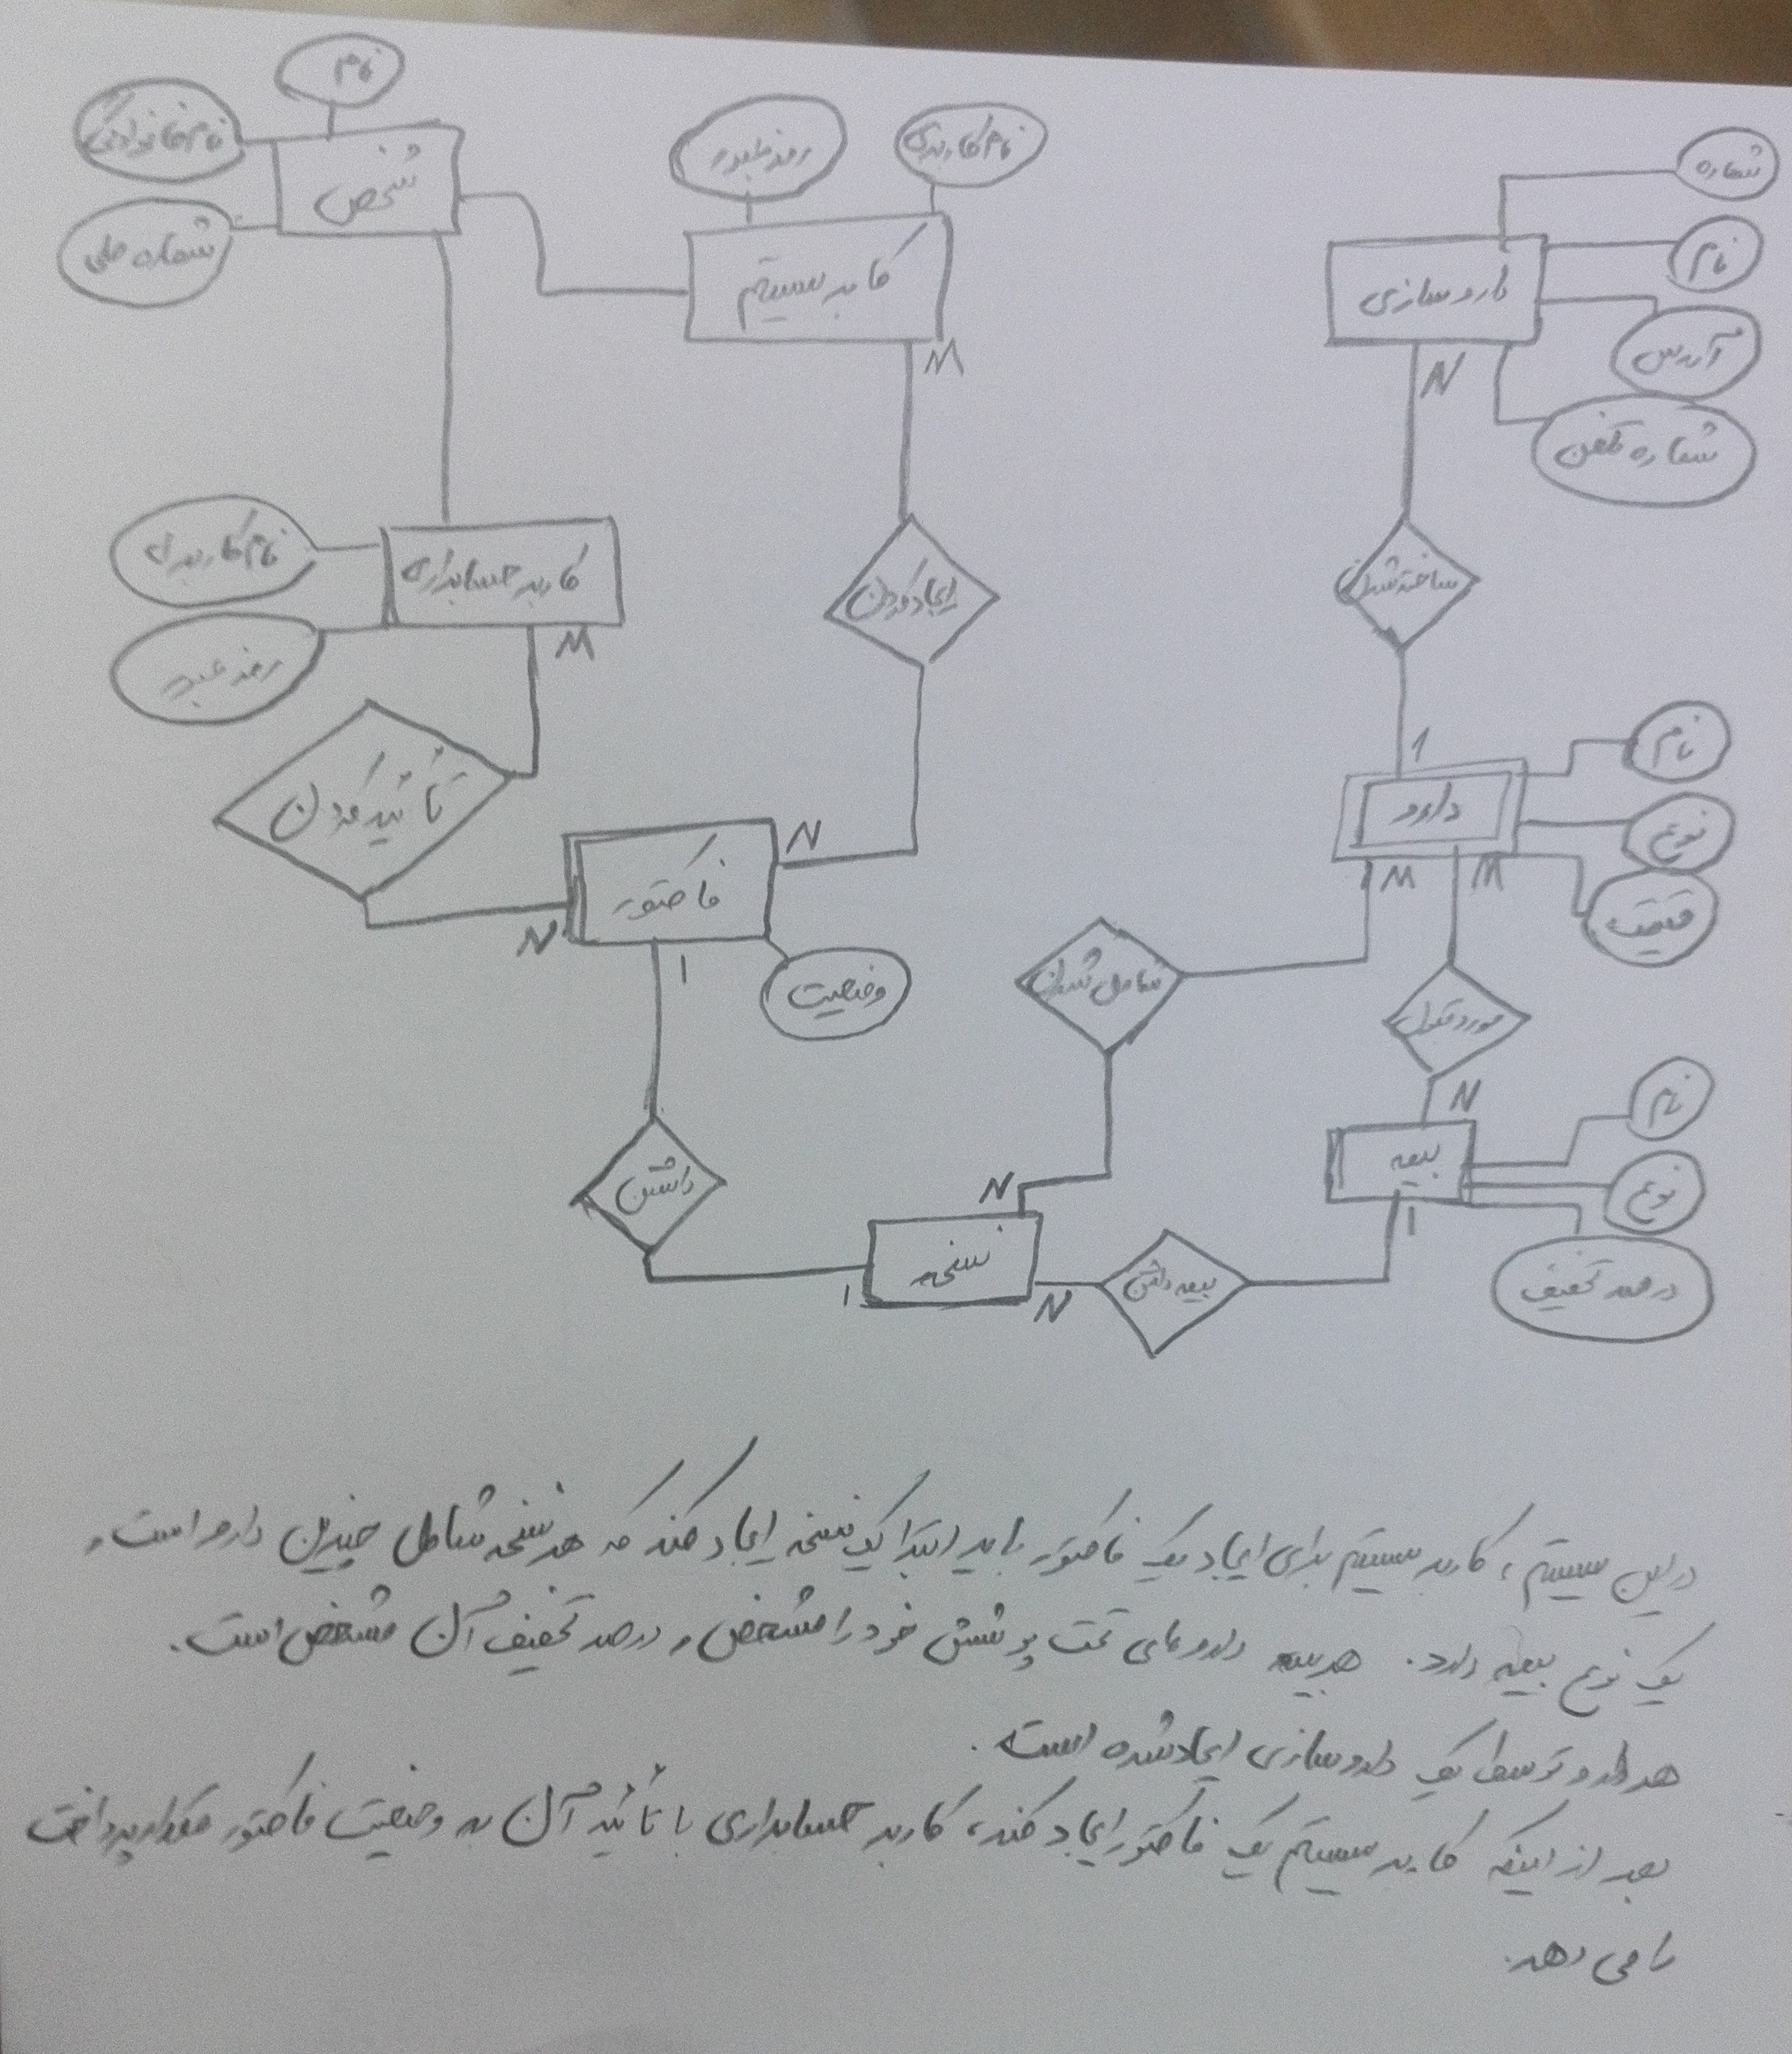 نام
نام خانوادگی
شخص
شماره ملی
رمز عبور
نام کاربری
کاربر سیستم
M
شماره
نام
داروسازی
آدرس
شماره تلفن
N
نام کاربری
کاربر حسابداری
رمز عبور
M
ایجاد کردن
ساخته شدن
تأئید کردن
1
نام
دارو
نوع
قیمت
M
M
N
فاکتور
N
1
وضعیت
شامل شدن
مورد قبول
N
نام
بیمه
نوع
درصد تخفیف
1
داشتن
N
نسخه
1
N
بیمه داشتن
در این سیستم، کاربر سیستم برای ایجاد یک فاکتور باید ابتدا یک نسخه ایجاد کند که هر نسخه شامل چندین دارو است و
یک نوع بیمه دارد. هر بیمه داروهای تحت پوشش خود را مشخص و درصد تخفیف آن مشخص است.
هر دارو توسط یک داروسازی ایجاد شده است.
بعد از اینکه کاربر سیستم یک فاکتور ایجاد کند، کاربر حسابداری با تأئید آن به وضعیت فاکتور مقدار پرداخت
را می دهد.